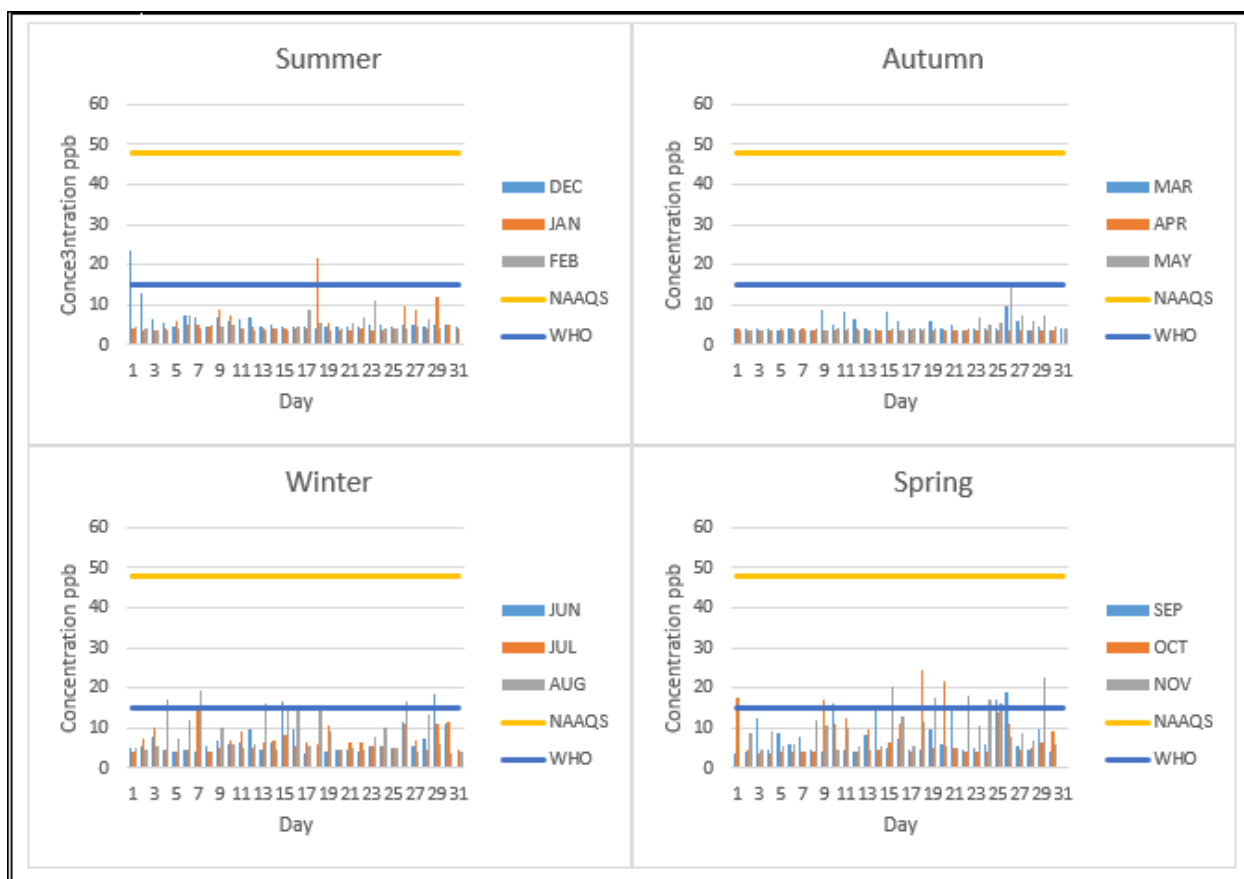 Summer
60
50
40
30
20
10
0
Conce3ntration ppb
1 3 5 7 9 11 13 15 17 19 21 23 25 27 29 31
Day
DEC
JAN
FEB
NAAQS
WHO
Autumn
60
50
40
30
20
10
0
Concentration ppb
1 3 5 7 9 11 13 15 17 19 21 23 25 27 29 31
Day
MAR
APR
MAY
NAAQS
WHO
Winter
60
50
40
30
20
10
0
Concentration ppb
1 3 5 7 9 11 13 15 17 19 21 23 25 27 29 31
Day
JUN
JUL
AUG
NAAQS
WHO
Spring
60
50
40
30
20
10
0
Concentration ppb
1 3 5 7 9 11 13 15 17 19 21 23 25 27 29 31
Day
SEP
OCT
NOV
NAAQS
WHO